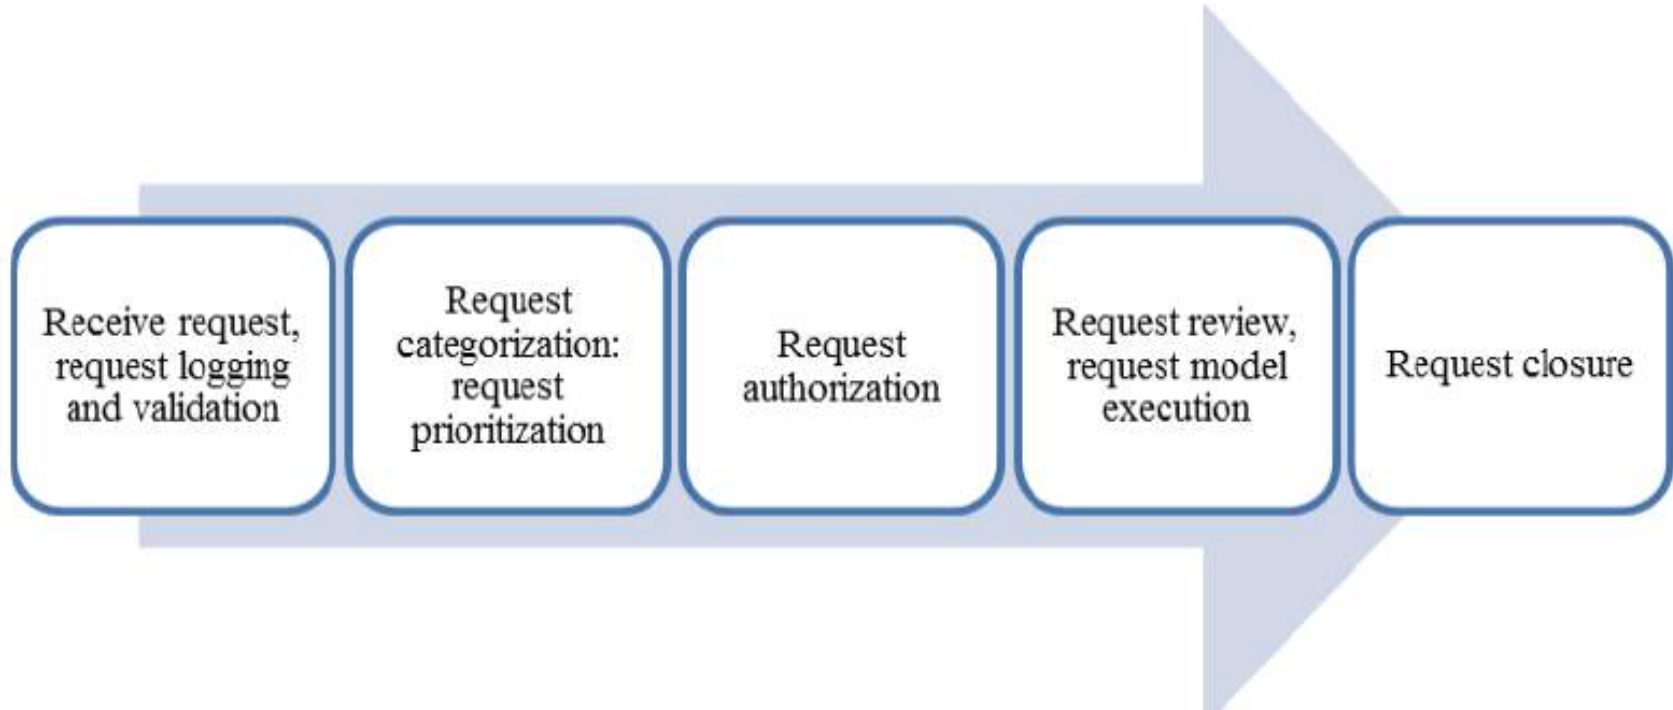 Receive request,
request logging
and validation
Request
categorization:
request
prioritization
Request
authorization
Request review,
request model
execution
Request closure